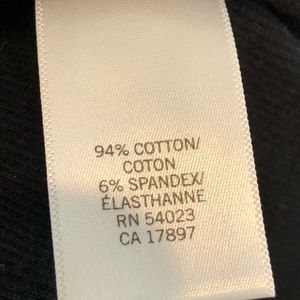 94% COTTON/
COTON
6% SPANDEX/
ÉLASTHANNE
RN 54023
CA 17897